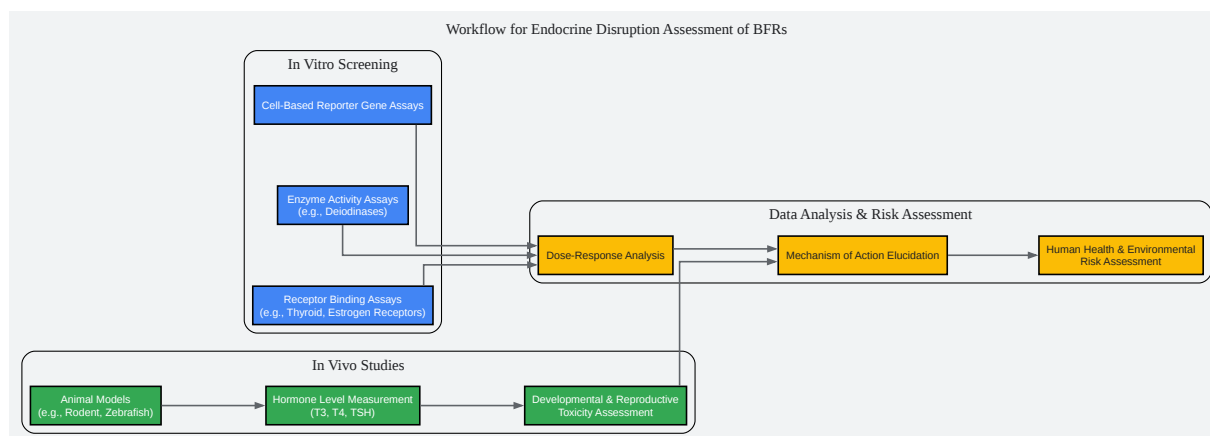 Workflow for Endocrine Disruption Assessment of BFRs
In Vitro Screening
Cell-Based Reporter Gene Assays
Enzyme Activity Assays
(e.g., Deiodinases)
Receptor Binding Assays
(e.g., Thyroid, Estrogen Receptors)
Data Analysis & Risk Assessment
Dose-Response Analysis
Mechanism of Action Elucidation
Human Health & Environmental
Risk Assessment
In Vivo Studies
Animal Models
(e.g., Rodent, Zebrafish)
Hormone Level Measurement
(T3, T4, TSH)
Developmental & Reproductive
Toxicity Assessment